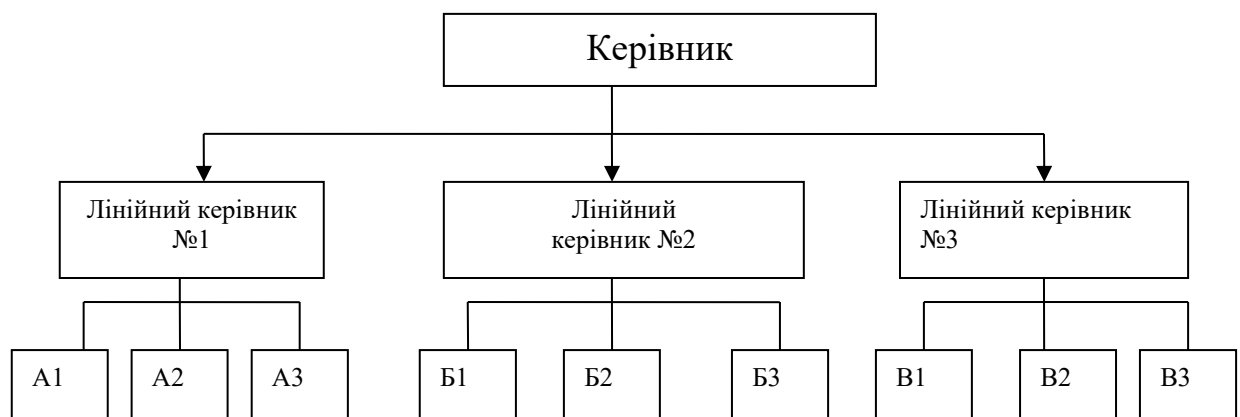 Керівник
Лінійний керівник
№1
Лінійний
керівник №2
Лінійний керівник
№3
А1
А2
А3
Б1
Б2
Б3
В1
В2
В3